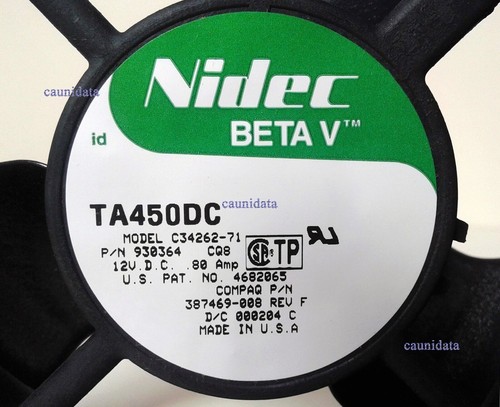 Nidec
BETA V™
id
caunidata
TA450DC
caunidata
MODEL C34262-71
P/N 930364 CQ8
12V.D.C. .80 Amp
SA TP
U.S. PAT. NO. 4682065
COMPAQ P/N
387469-008 REV F
D/C 000204 C
MADE IN U.S.A
caunidata